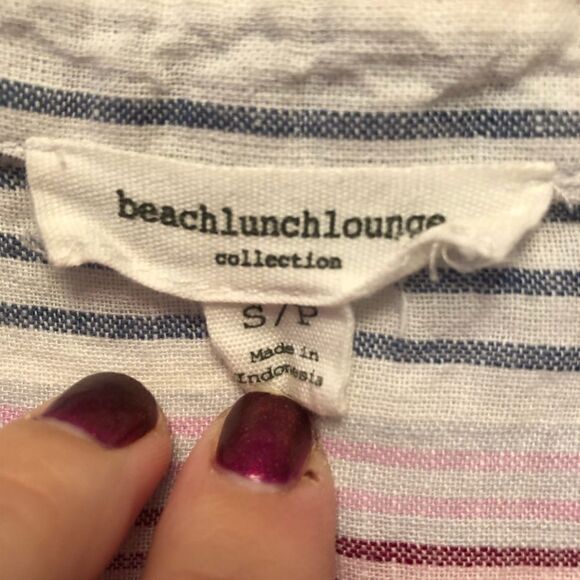 beachlunchlounge
collection
S/P
Made in
Indonesia